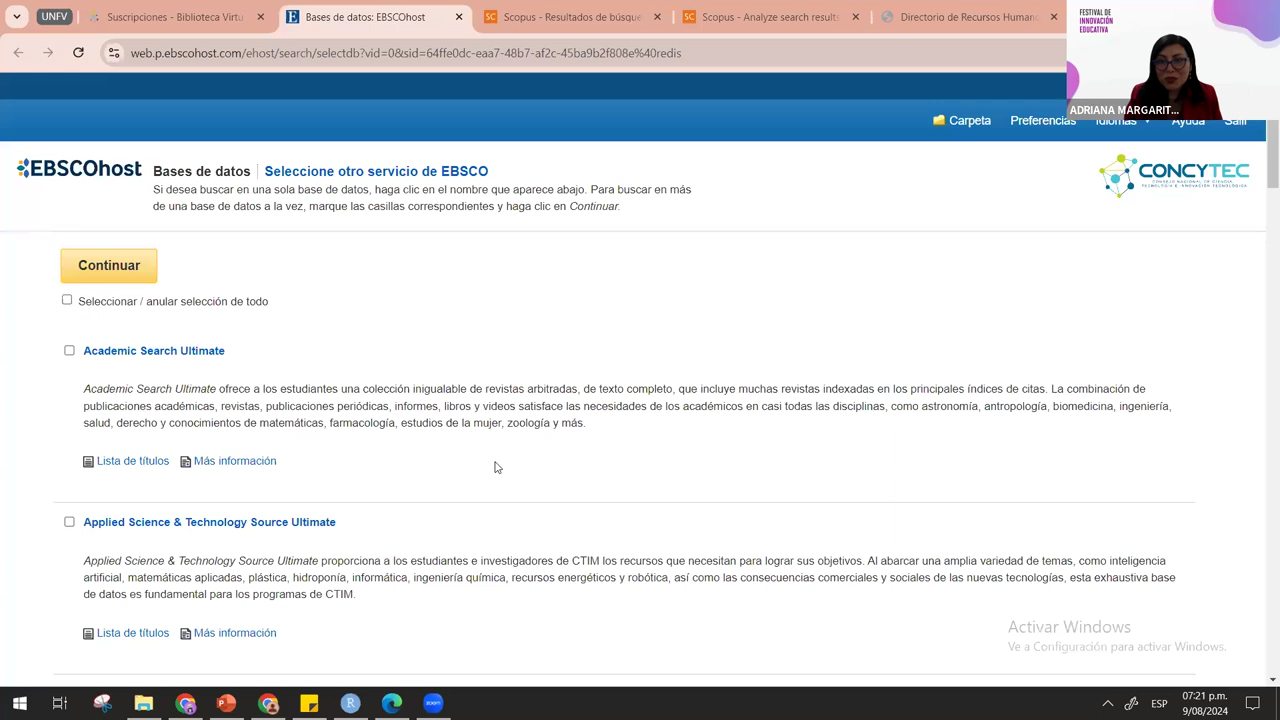 UNFV
Suscripciones - Biblioteca Virtu
Bases de datos: EBSCOhost
Scopus - Resultados de búsque
Scopus - Analyze search result
Directorio de Recursos Human
web.p.ebscohost.com/ehost/search/selectdb?vid=0&sid=64ffe0dc-eaa7-48b7-af2c-45ba9b2f808e%40redis
FESTIVAL DE
INNOVACIÓN
EDUCATIVA
ADRIANA MARGARIT...
Carpeta
Preferencias
Idiomas
Ayuda
Salir
EBSCOhost
Bases de datos
Seleccione otro servicio de EBSCO
Si desea buscar en una sola base de datos, haga clic en el nombre que aparece abajo. Para buscar en más
de una base de datos a la vez, marque las casillas correspondientes y haga clic en Continuar.
CONCYTEC
CONSEJO NACIONAL DE CIENCIA
TECNOLOGÍA E INNOVACIÓN TECNOLÓGICA
Continuar
Seleccionar / anular selección de todo
Academic Search Ultimate
Academic Search Ultimate ofrece a los estudiantes una colección inigualable de revistas arbitradas, de texto completo, que incluye muchas revistas indexadas en los principales índices de citas. La combinación de
publicaciones académicas, revistas, publicaciones periódicas, informes, libros y videos satisface las necesidades de los académicos en casi todas las disciplinas, como astronomía, antropología, biomedicina, ingeniería,
salud, derecho y conocimientos de matemáticas, farmacología, estudios de la mujer, zoología y más.
Lista de títulos
Más información
Applied Science & Technology Source Ultimate
Applied Science & Technology Source Ultimate proporciona a los estudiantes e investigadores de CTIM los recursos que necesitan para lograr sus objetivos. Al abarcar una amplia variedad de temas, como inteligencia
artificial, matemáticas aplicadas, plástica, hidroponía, informática, ingeniería química, recursos energéticos y robótica, así como las consecuencias comerciales y sociales de las nuevas tecnologías, esta exhaustiva base
de datos es fundamental para los programas de CTIM.
Lista de títulos
Más información
Activar Windows
Ve a Configuración para activar Windows.
zoom
ESP
07:21 p.m.
9/08/2024